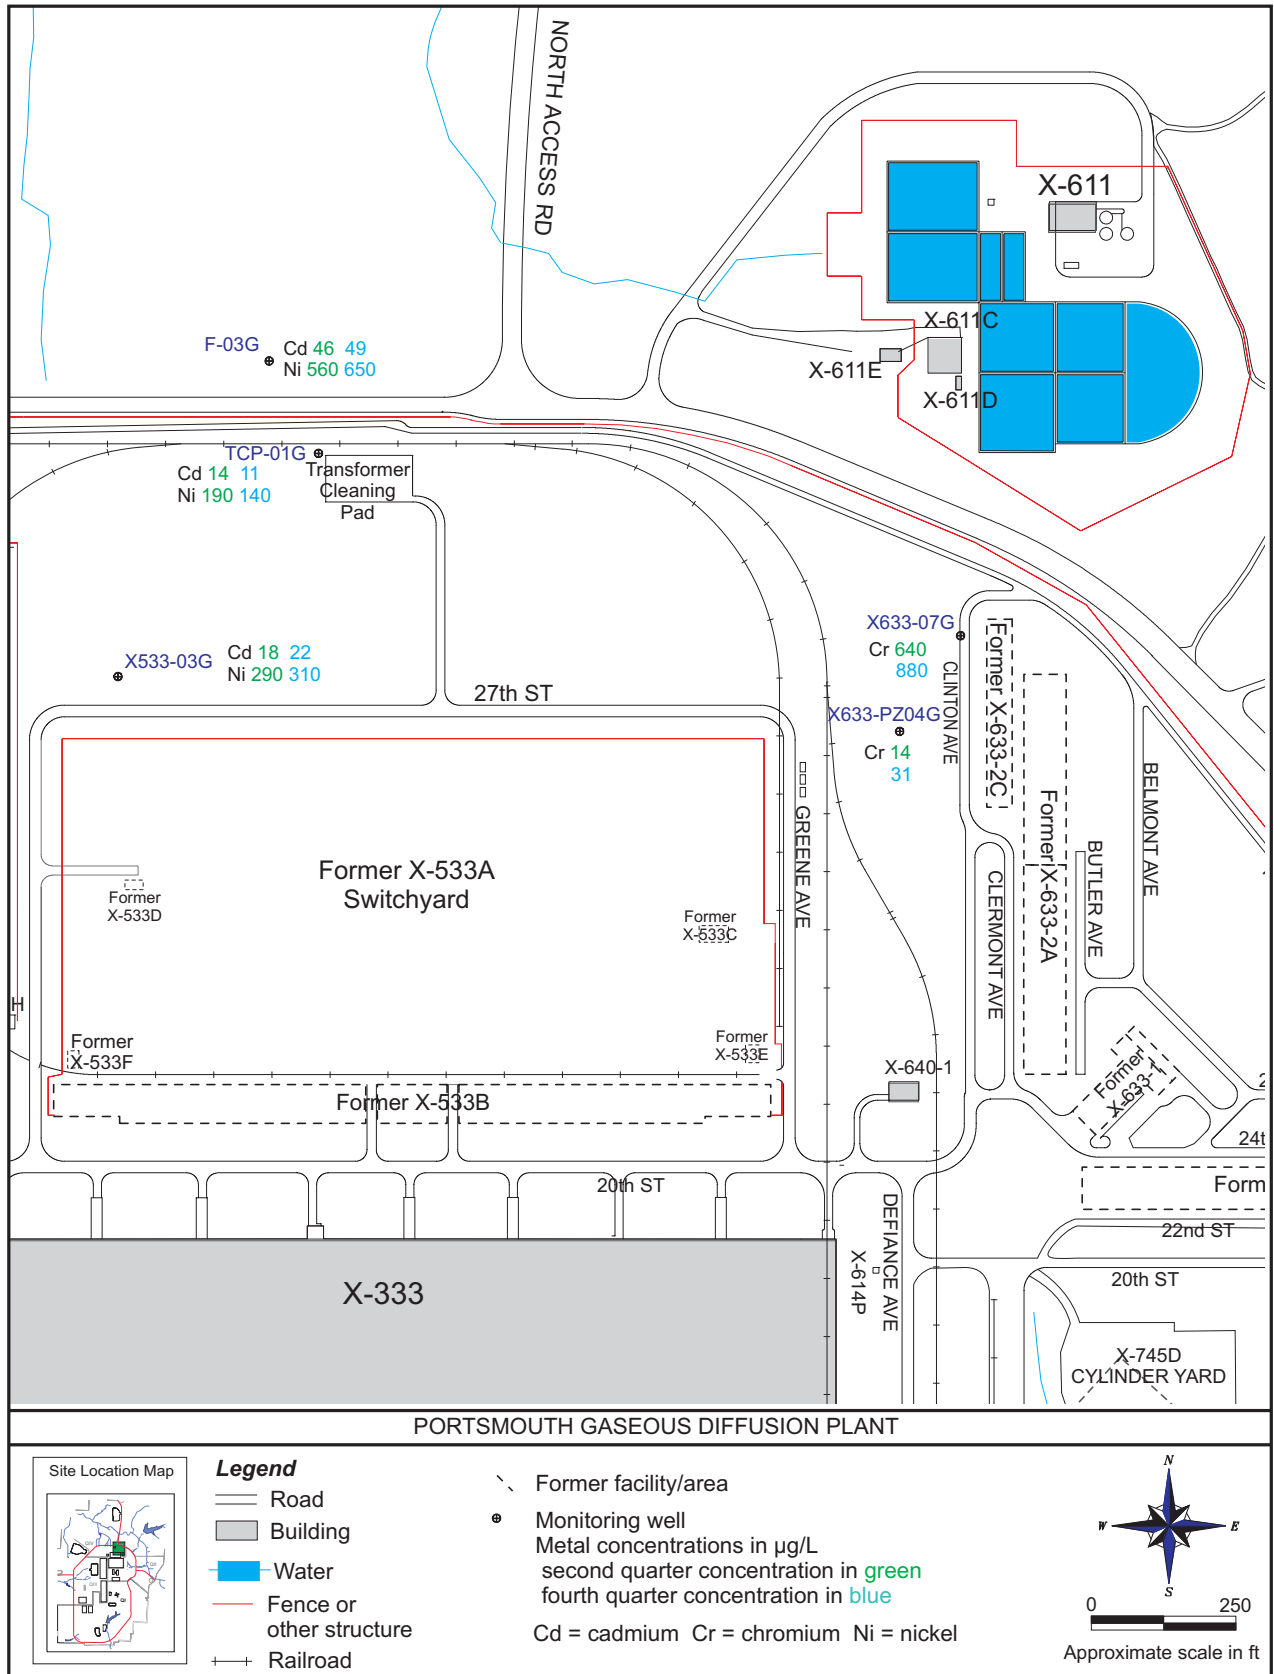 NORTH ACCESS RD
X-611
X-611C
X-611E
X-611D
F-03G
Cd 46 49
Ni 560 650
TCP-01G
Cd 14 11
Ni 190 140
Transformer
Cleaning
Pad
X533-03G
Cd 18 22
Ni 290 310
27th ST
X633-07G
Cr 640
880
X633-PZ04G
Cr 14
31
CLINTON AVE
Former X-633-2C
Former X-633-2A
BELMONT AVE
BUTLER AVE
CLERMONT AVE
GREENE AVE
Former X-533A
Switchyard
Former
X-533D
Former
X-533C
H
Former
X-533F
Former
X-533E
Former X-533B
X-640-1
Former
X-633-1
2
24t
Form
20th ST
22nd ST
20th ST
DEFIANCE AVE
X-614P
X-333
X-745D
CYLINDER YARD
PORTSMOUTH GASEOUS DIFFUSION PLANT
Site Location Map
Legend
Road
Building
Water
Fence or
other structure
Railroad
Former facility/area
Monitoring well
Metal concentrations in µg/L
second quarter concentration in green
fourth quarter concentration in blue
Cd = cadmium Cr = chromium Ni = nickel
N
W E
S
0 250
Approximate scale in ft